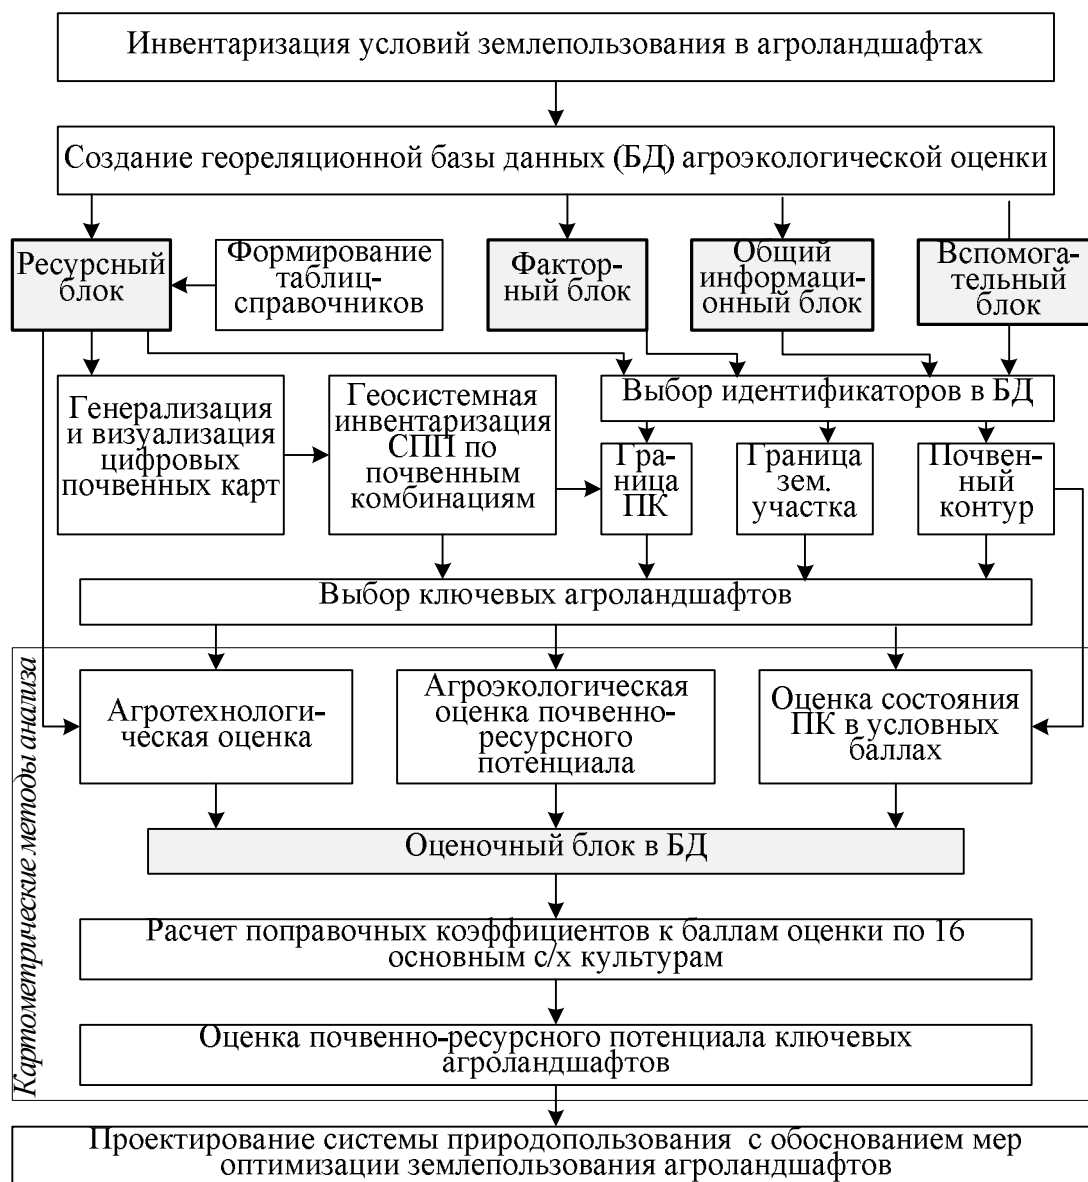 Инвентаризация условий землепользования в агроландшафтах
Создание геореляционной базы данных (БД) агроэкологической оценки
Ресурсный
блок
Формирование
таблиц-
справочников
Фактор-
ный блок
Общий
информаци-
онный блок
Вспомога-
тельный
блок
Генерализация
и визуализация
цифровых
почвенных карт
Геосистемная
инвентаризация
СПП по
почвенным
комбинациям
Выбор идентификаторов в БД
Гра-
ница
ПК
Граница
зем.
участка
Почвен-
ный
контур
Выбор ключевых агроландшафтов
Картометрические методы анализа
Агротехнологи-
ческая оценка
Агроэкологическая
оценка почвенно-
ресурсного
потенциала
Оценка состояния
ПК в условных
баллах
Оценочный блок в БД
Расчет поправочных коэффициентов к баллам оценки по 16
основным с/х культурам
Оценка почвенно-ресурсного потенциала ключевых
агроландшафтов
Проектирование системы природопользования с обоснованием мер
оптимизации землепользования агроландшафтов